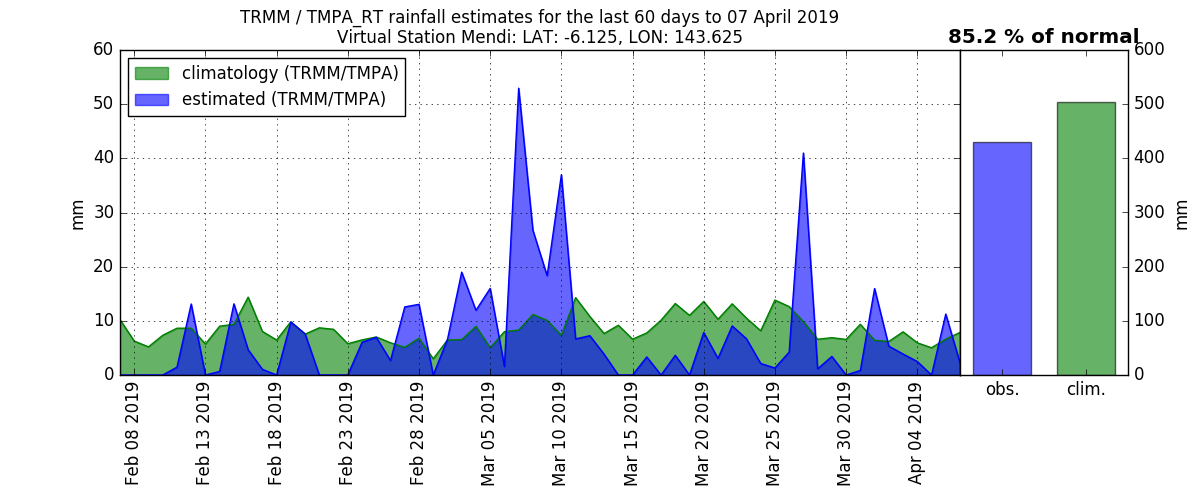 TRMM / TMPA_RT rainfall estimates for the last 60 days to 07 April 2019
Virtual Station Mendi: LAT: -6.125, LON: 143.625
85.2 % of normal
climatology (TRMM/TMPA)
estimated (TRMM/TMPA)
mm
60
50
40
30
20
10
0
Feb 08 2019
Feb 13 2019
Feb 18 2019
Feb 23 2019
Feb 28 2019
Mar 05 2019
Mar 10 2019
Mar 15 2019
Mar 20 2019
Mar 25 2019
Mar 30 2019
Apr 04 2019
600
500
400
300
200
100
0
mm
obs.
clim.